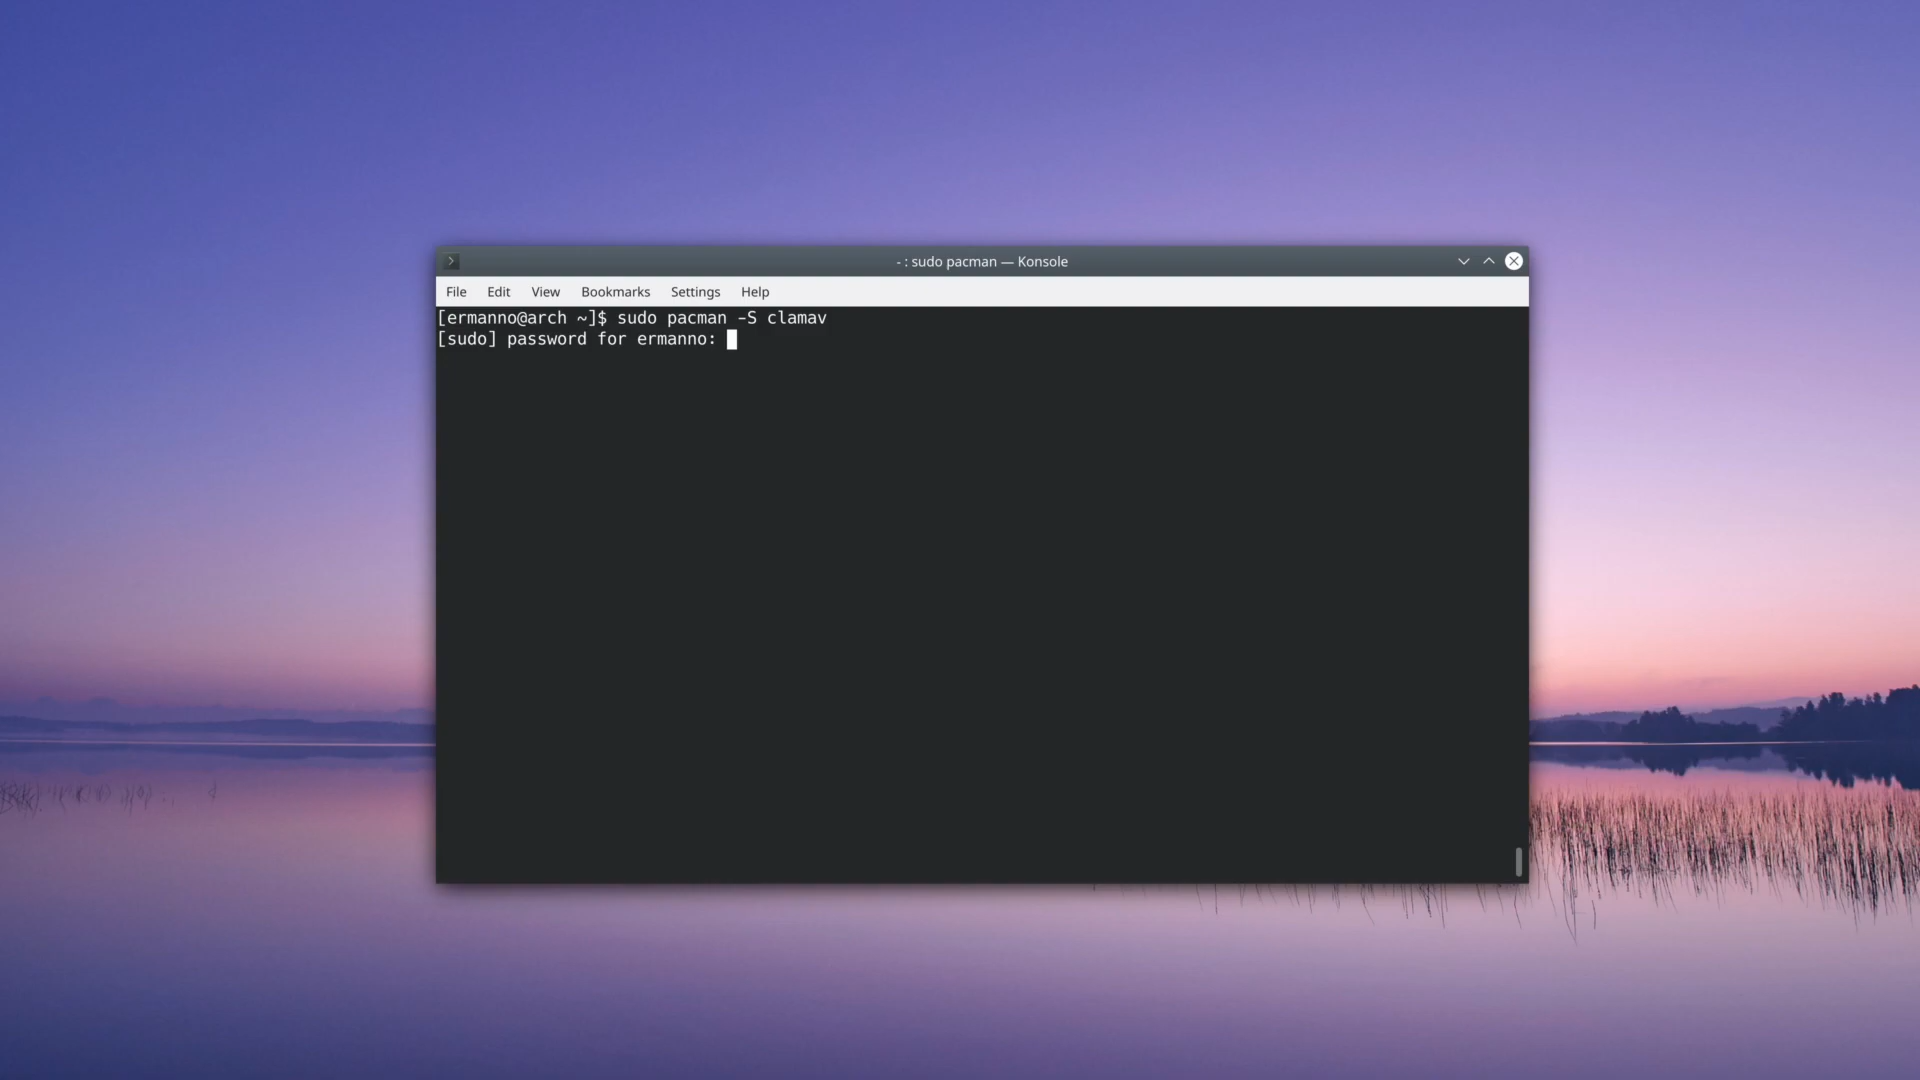 - : sudo pacman — Konsole
File Edit View Bookmarks Settings Help
[ermanno@arch ~]$ sudo pacman -S clamav
[sudo] password for ermanno: